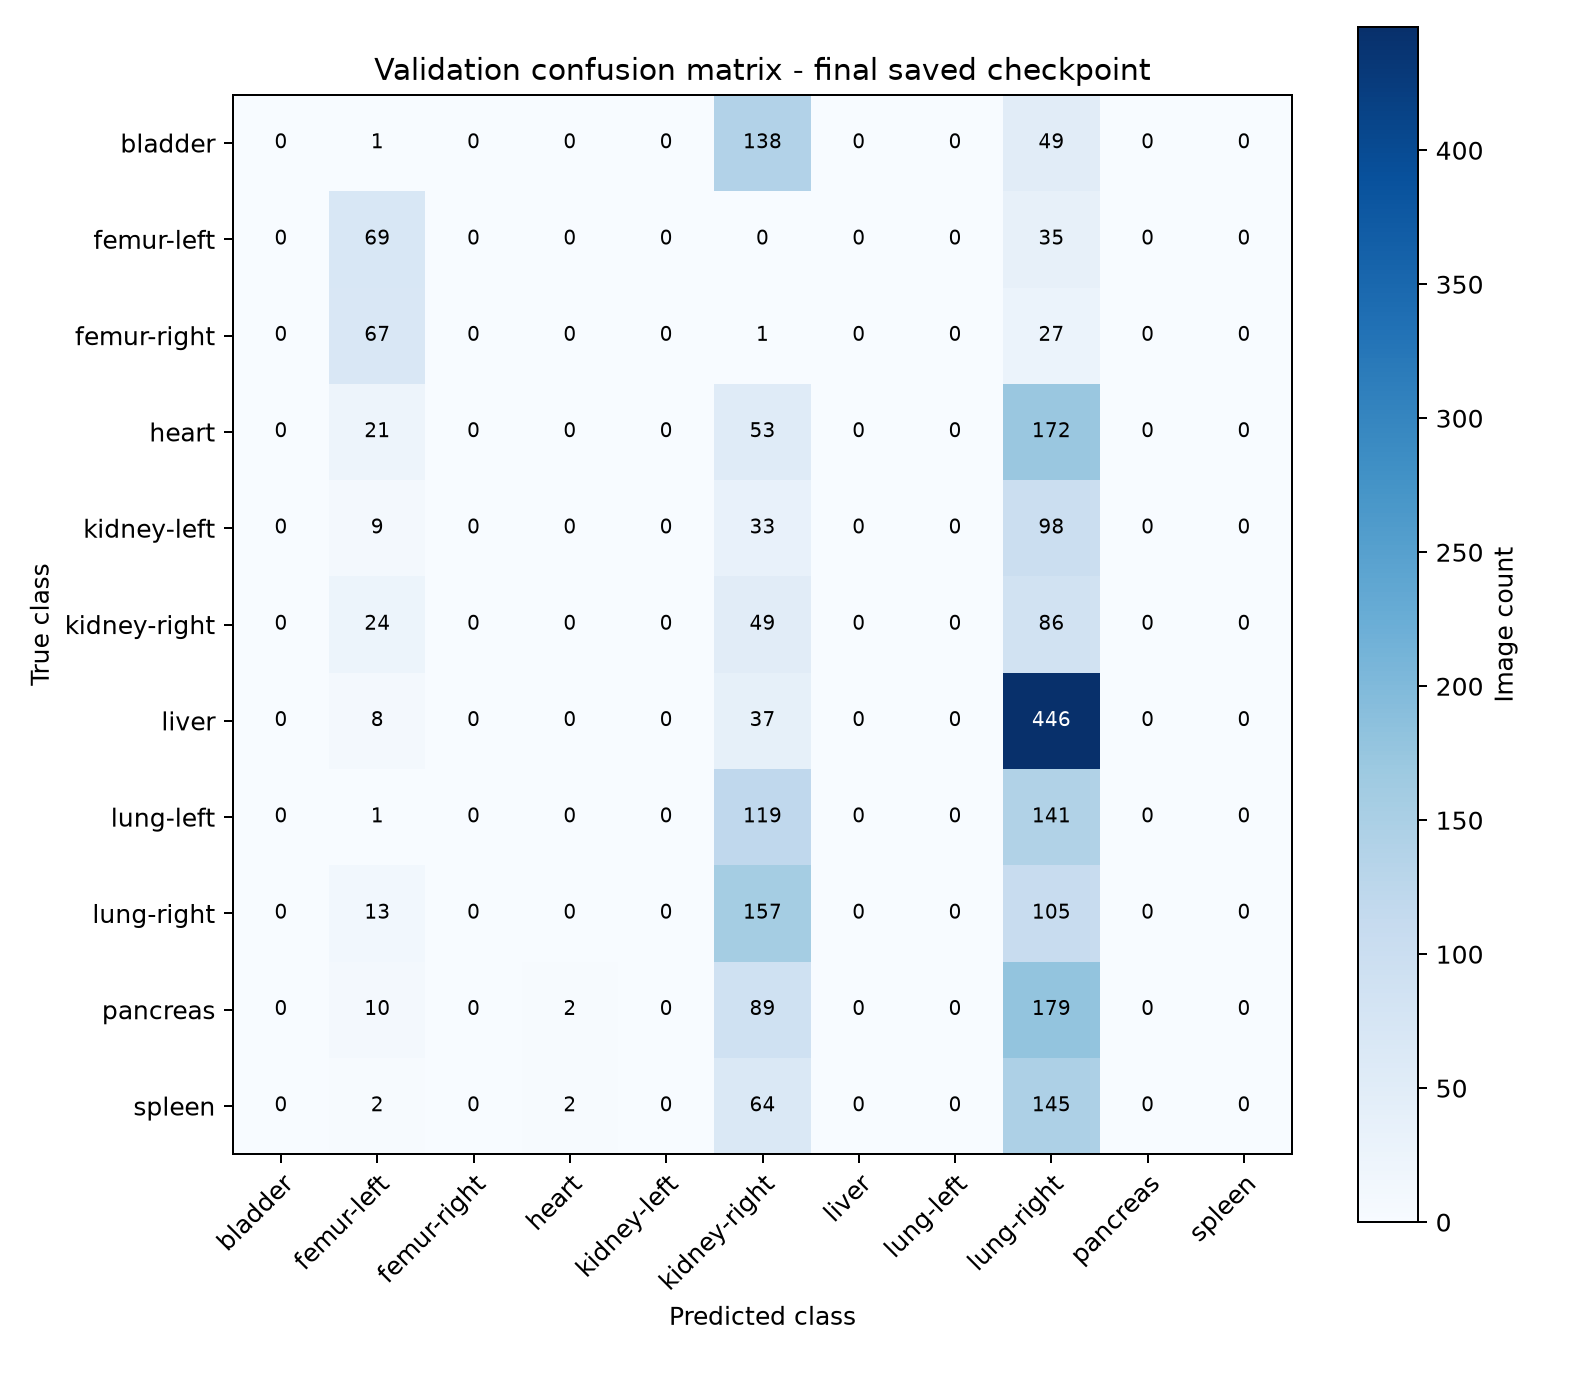 Validation confusion matrix - final saved checkpoint
bladder 0 1 0 0 0 138 0 0 49 0 0
femur-left 0 69 0 0 0 0 0 0 35 0 0
femur-right 0 67 0 0 0 1 0 0 27 0 0
heart 0 21 0 0 0 53 0 0 172 0 0
kidney-left 0 9 0 0 0 33 0 0 98 0 0
kidney-right 0 24 0 0 0 49 0 0 86 0 0
liver 0 8 0 0 0 37 0 0 446 0 0
lung-left 0 1 0 0 0 119 0 0 141 0 0
lung-right 0 13 0 0 0 157 0 0 105 0 0
pancreas 0 10 0 2 0 89 0 0 179 0 0
spleen 0 2 0 2 0 64 0 0 145 0 0
True class
bladder femur-left femur-right heart kidney-left kidney-right liver lung-left lung-right pancreas spleen
Predicted class
400
350
300
250
200
150
100
50
0
Image count